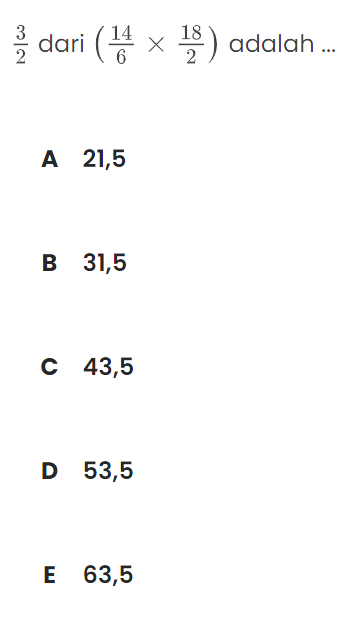 3/2 dari (14/6 × 18/2) adalah ...
A 21,5
B 31,5
C 43,5
D 53,5
E 63,5